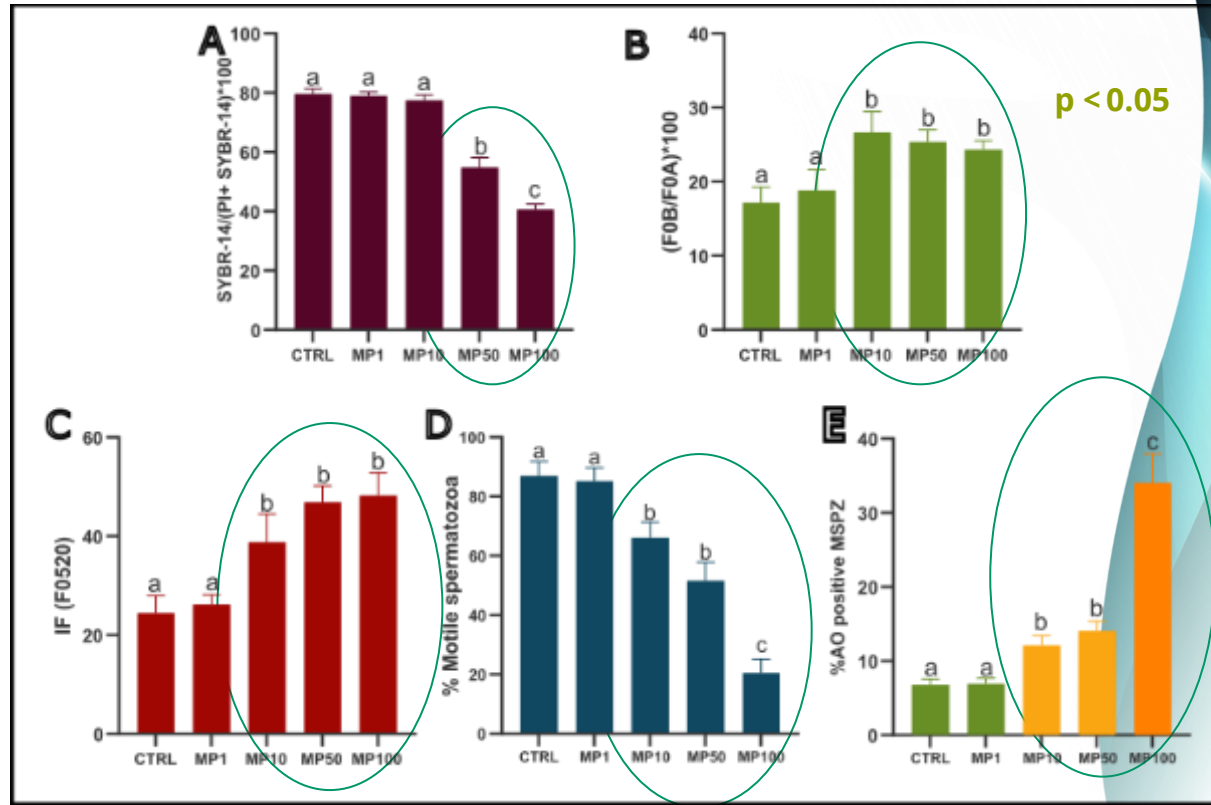 A
SYBR-14/(PI+ SYBR-14)*100
100
80
60
40
20
0
a
a
a
b
c
CTRL MP1 MP10 MP50 MP100
B
(F0B/F0A)*100
40
30
20
10
0
a
a
b
b
b
CTRL MP1 MP10 MP50 MP100
p < 0.05
C
IF (F0520)
60
40
20
0
a
a
b
b
b
CTRL MP1 MP10 MP50 MP100
D
% Motile spermatozoa
100
80
60
40
20
0
a
a
b
b
c
CTRL MP1 MP10 MP50 MP100
E
%AO positive MSPZ
40
30
20
10
0
a
a
b
b
c
CTRL MP1 MP10 MP50 MP100